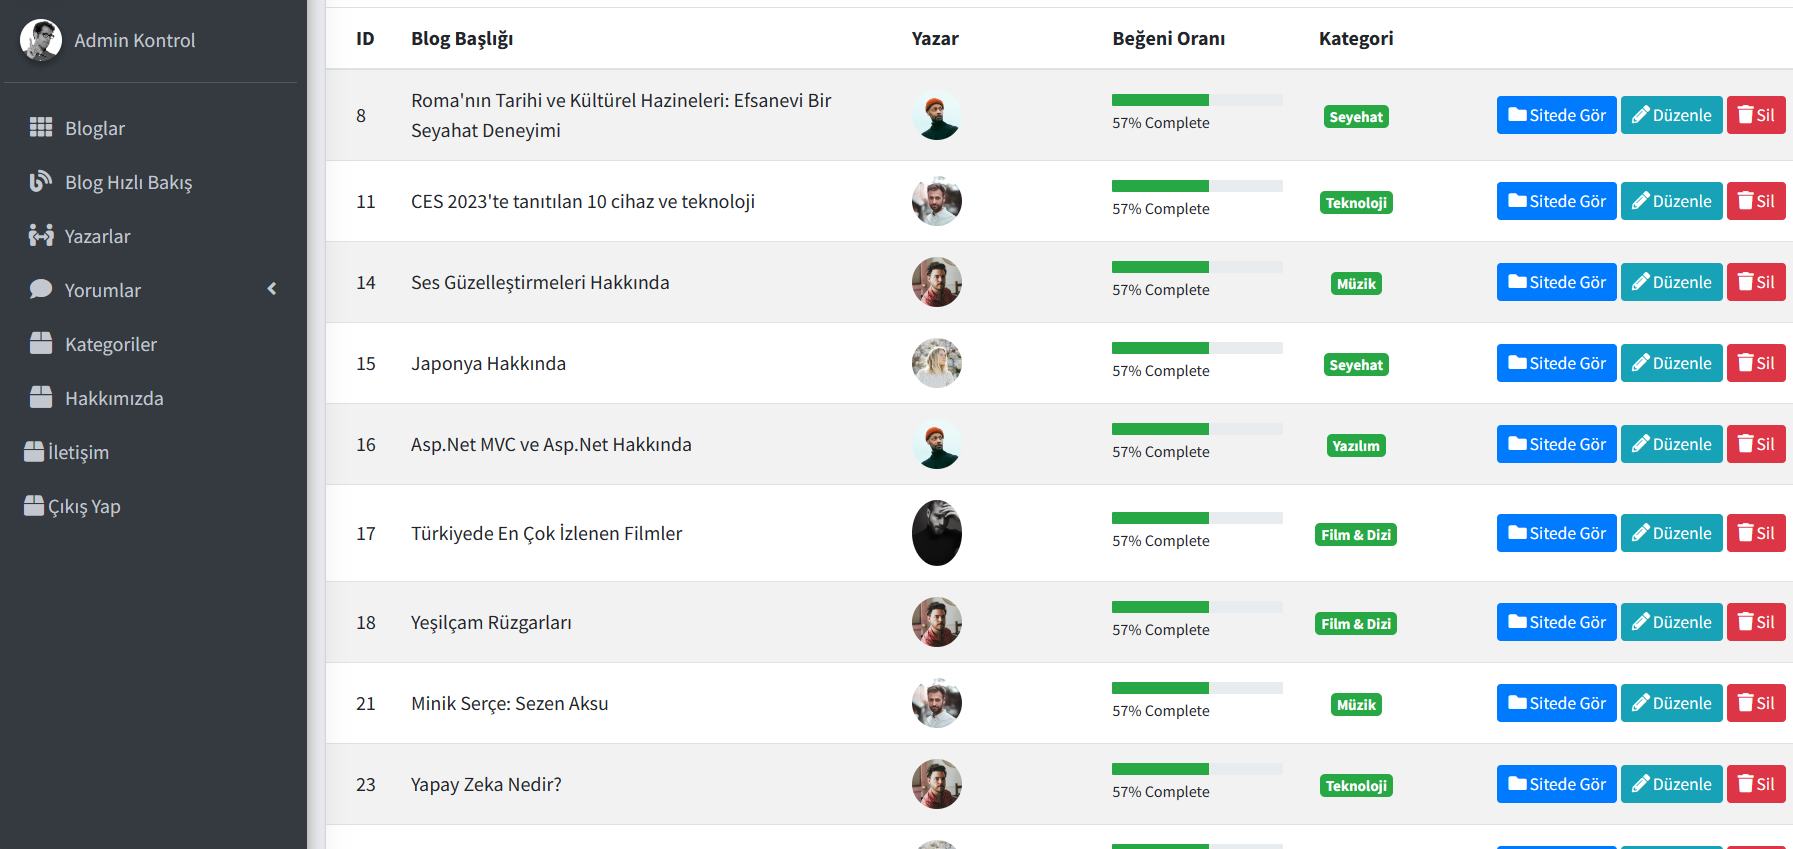 Admin Kontrol
Bloglar
Blog Hızlı Bakış
Yazarlar
Yorumlar
Kategoriler
Hakkımızda
İletişim
Çıkış Yap
ID Blog Başlığı Yazar Beğeni Oranı Kategori
8 Roma'nın Tarihi ve Kültürel Hazineleri: Efsanevi Bir
Seyahat Deneyimi
57% Complete Seyehat Sitede Gör Düzenle Sil
11 CES 2023'te tanıtılan 10 cihaz ve teknoloji 57% Complete Teknoloji Sitede Gör Düzenle Sil
14 Ses Güzelleştirmeleri Hakkında 57% Complete Müzik Sitede Gör Düzenle Sil
15 Japonya Hakkında 57% Complete Seyehat Sitede Gör Düzenle Sil
16 Asp.Net MVC ve Asp.Net Hakkında 57% Complete Yazılım Sitede Gör Düzenle Sil
17 Türkiyede En Çok İzlenen Filmler 57% Complete Film & Dizi Sitede Gör Düzenle Sil
18 Yeşilçam Rüzgarları 57% Complete Film & Dizi Sitede Gör Düzenle Sil
21 Minik Serçe: Sezen Aksu 57% Complete Müzik Sitede Gör Düzenle Sil
23 Yapay Zeka Nedir? 57% Complete Teknoloji Sitede Gör Düzenle Sil